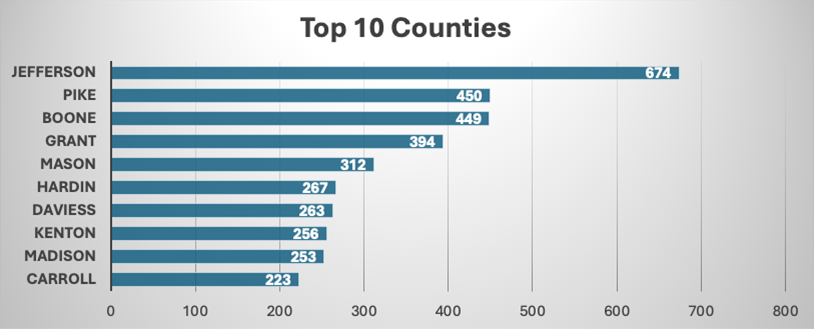 Top 10 Counties
JEFFERSON 674
PIKE 450
BOONE 449
GRANT 394
MASON 312
HARDIN 267
DAVIESS 263
KENTON 256
MADISON 253
CARROLL 223
0 100 200 300 400 500 600 700 800